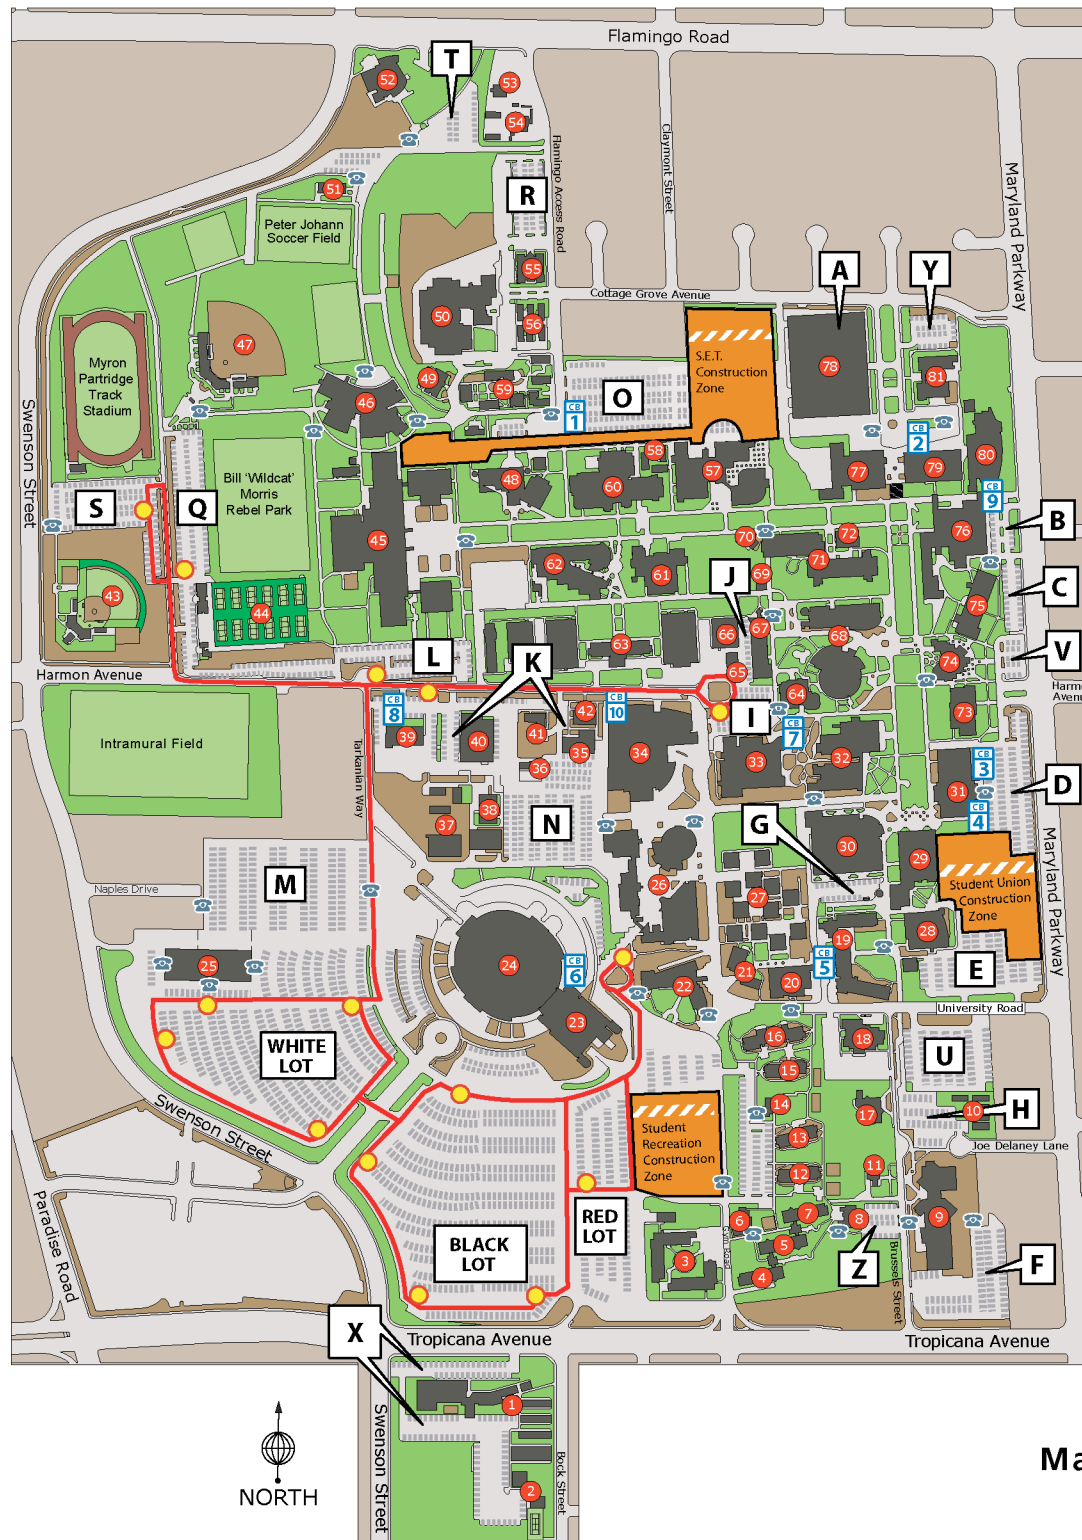 Flamingo Road
T
52
53
54
Flamingo Access Road
Claymont Street
Maryland Parkway
51
R
Peter Johann
Soccer Field
55
A
Y
Cottage Grove Avenue
50
56
47
S.E.T.
Construction
Zone
Myron
Partridge
Track
Stadium
78
81
49
59
O
46
CB
1
CB
2
Swenson Street
58
80
Bill ‘Wildcat’
Morris
Rebel Park
48
60
57
77
79
CB
9
S
Q
B
45
70
72
76
62
61
71
J
69
C
43
44
75
66
67
68
63
L
K
V
74
65
Harmon Avenue
64
Harmon
Avenue
CB
8
42
CB
10
I
73
39
41
CB
7
Intramural Field
40
35
34
33
32
CB
3
Tarkanian Way
36
31
D
38
CB
4
37
N
G
30
29
Maryland Parkway
M
26
27
Student Union
Construction
Zone
Naples Drive
28
19
25
24
CB
6
CB
5
E
21
20
22
University Road
23
16
18
WHITE
LOT
U
15
14
17
10
H
Swenson Street
Student
Recreation
Construction
Zone
13
Joe Delaney Lane
12
11
Paradise Road
RED
LOT
6
7
8
9
BLACK
LOT
Gym Road
5
3
4
Z
Brussels Street
F
X
Tropicana Avenue
Tropicana Avenue
1
Swenson Street
Bock Street
2
NORTH
Ma